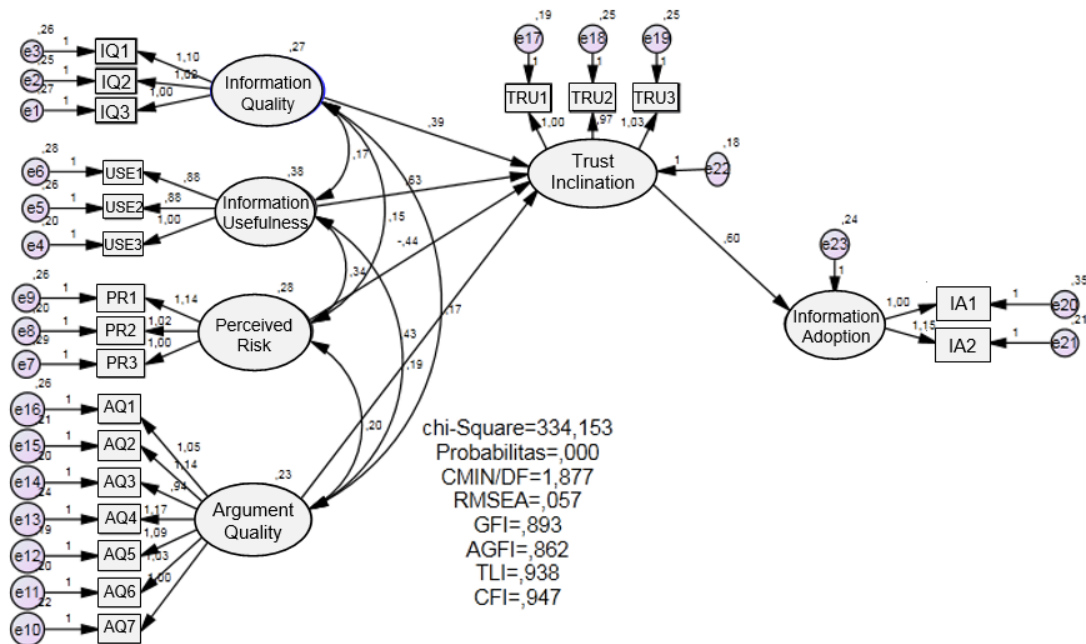 ,26
e3
1
IQ1
1,10
,25
e2
1
IQ2
1,02
,27
e1
1
IQ3
1,00
,27
Information
Quality
,28
e6
1
USE1
,88
,26
e5
1
USE2
,88
,20
e4
1
USE3
1,00
,38
Information
Usefulness
,26
e9
1
PR1
1,14
,20
e8
1
PR2
1,02
,29
e7
1
PR3
1,00
,28
Perceived
Risk
,26
e16
1
AQ1
1,05
,21
e15
1
AQ2
1,14
,20
e14
1
AQ3
,94
,24
e13
1
AQ4
1,17
,19
e12
1
AQ5
1,09
,20
e11
1
AQ6
1,03
,22
e10
1
AQ7
1,00
,23
Argument
Quality
,17
,15
,34
,43
,19
,20
,17
,39
,63
-,44
,19
e17
1
TRU1
1,00
,25
e18
1
TRU2
,97
,25
e19
1
TRU3
1,03
Trust
Inclination
1
,18
e22
,60
,24
e23
1
Information
Adoption
1,00
IA1
1
,35
e20
1,15
IA2
1
,21
e21
chi-Square=334,153
Probabilitas=,000
CMIN/DF=1,877
RMSEA=,057
GFI=,893
AGFI=,862
TLI=,938
CFI=,947